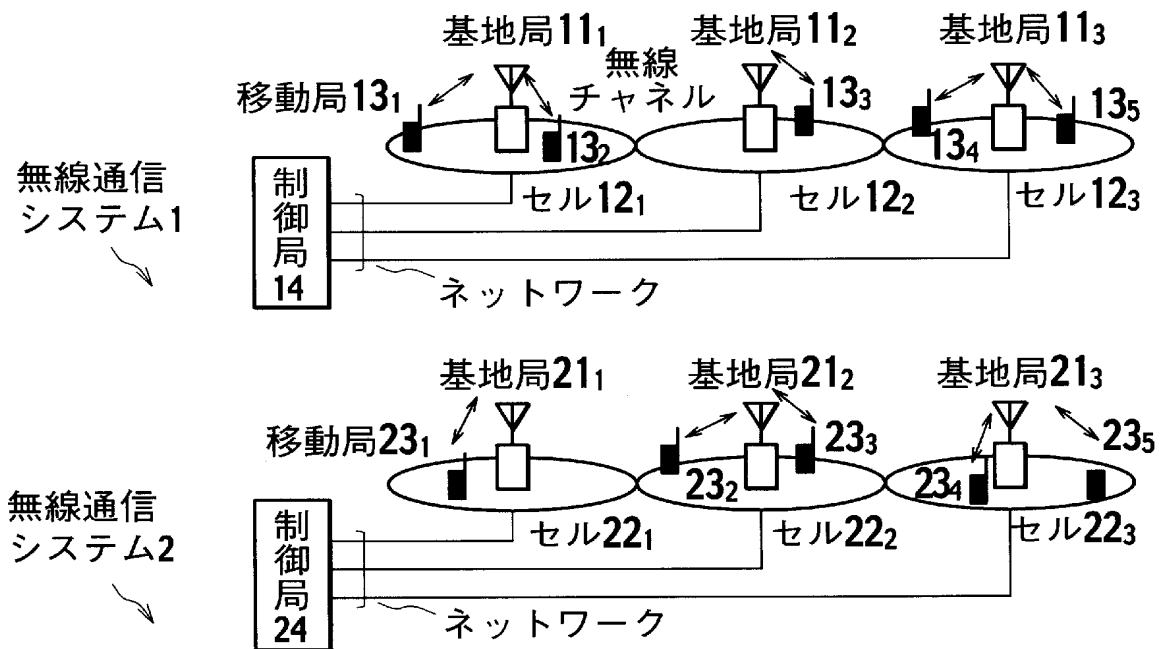 基地局11₁
基地局11₂
基地局11₃
無線
チャネル
移動局13₁
13₂
13₃
13₄
13₅
無線通信
システム1
制御局
14
セル12₁
セル12₂
セル12₃
ネットワーク
基地局21₁
基地局21₂
基地局21₃
移動局23₁
23₂
23₃
23₄
23₅
無線通信
システム2
制御局
24
セル22₁
セル22₂
セル22₃
ネットワーク